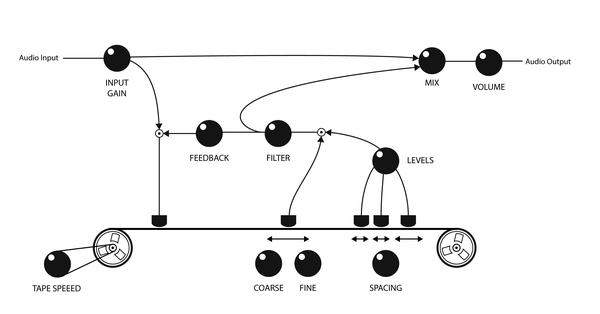 Audio Input
INPUT
GAIN
MIX
VOLUME
Audio Output
FEEDBACK
FILTER
LEVELS
TAPE SPEEED
COARSE
FINE
SPACING